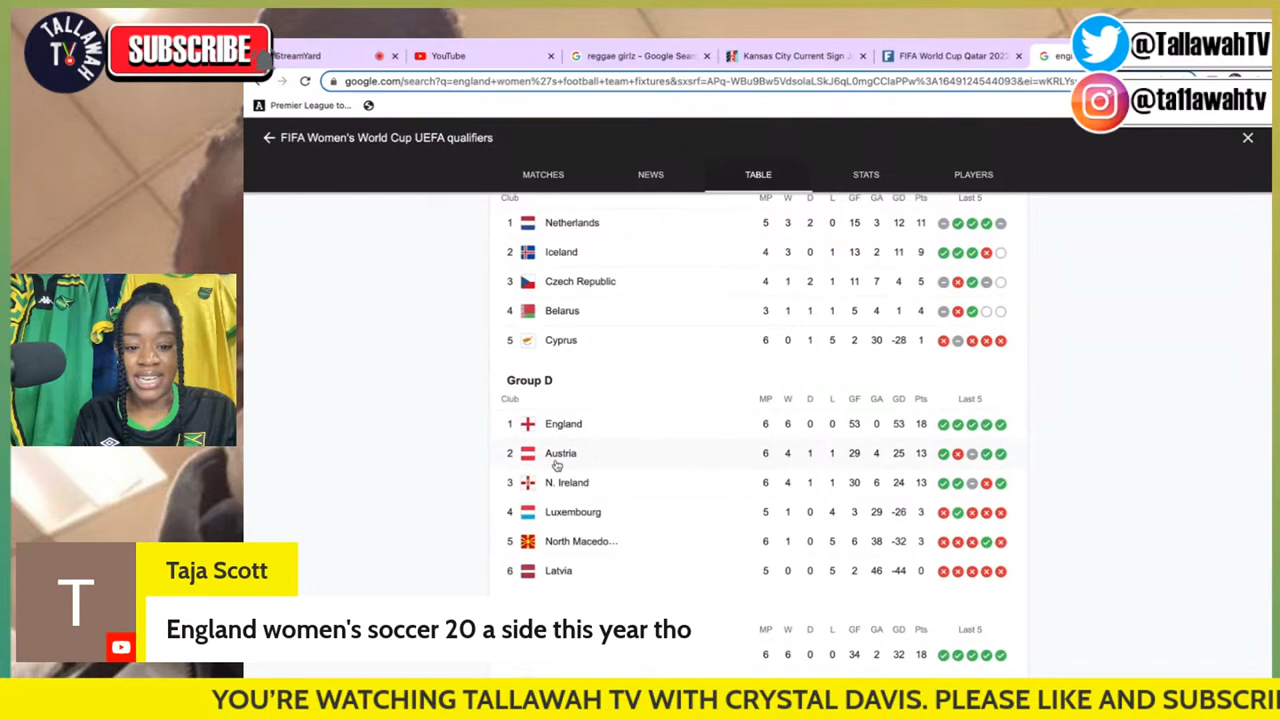 TALLAWAH
TV
SUBSCRIBE
@TallawahTV
@ta11awahtv
StreamYard
YouTube
reggae girlz - Google Sear
Kansas City Current Sign J
FIFA World Cup Qatar 202
eng
google.com/search?q=england+women%27s+football+team+fixtures&sxsrf=APq-WBu9Bw5VdsolaLSkJ6qL0mgCClaPPw%3A1649124544093&ei=wKRLYs
Premier League to...
FIFA Women's World Cup UEFA qualifiers
MATCHES NEWS TABLE STATS PLAYERS
Club MP W D L GF GA GD Pts Last 5
1 Netherlands 5 3 2 0 15 3 12 11
2 Iceland 4 3 0 1 13 2 11 9
3 Czech Republic 4 1 2 1 11 7 4 5
4 Belarus 3 1 1 1 5 4 1 4
5 Cyprus 6 0 1 5 2 30 -28 1
Group D
Club MP W D L GF GA GD Pts Last 5
1 England 6 6 0 0 53 0 53 18
2 Austria 6 4 1 1 29 4 25 13
3 N. Ireland 6 4 1 1 30 6 24 13
4 Luxembourg 5 1 0 4 3 29 -26 3
5 North Macedo... 6 1 0 5 6 38 -32 3
6 Latvia 5 0 0 5 2 46 -44 0
MP W D L GF GA GD Pts Last 5
6 6 0 0 34 2 32 18
T
Taja Scott
England women's soccer 20 a side this year tho
YOU'RE WATCHING TALLAWAH TV WITH CRYSTAL DAVIS. PLEASE LIKE AND SUBSCRI